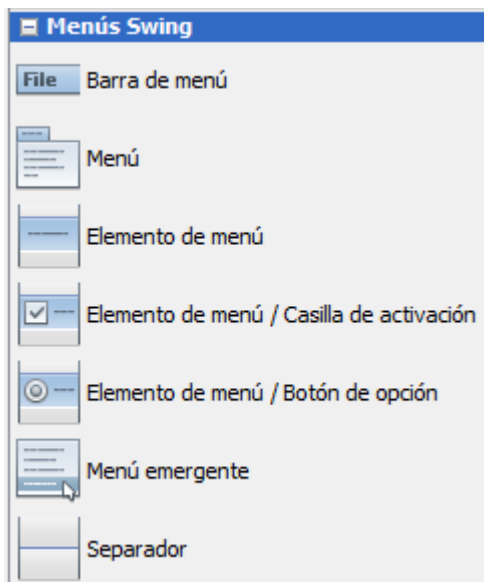 Menús Swing
File Barra de menú
Menú
Elemento de menú
Elemento de menú / Casilla de activación
Elemento de menú / Botón de opción
Menú emergente
Separador